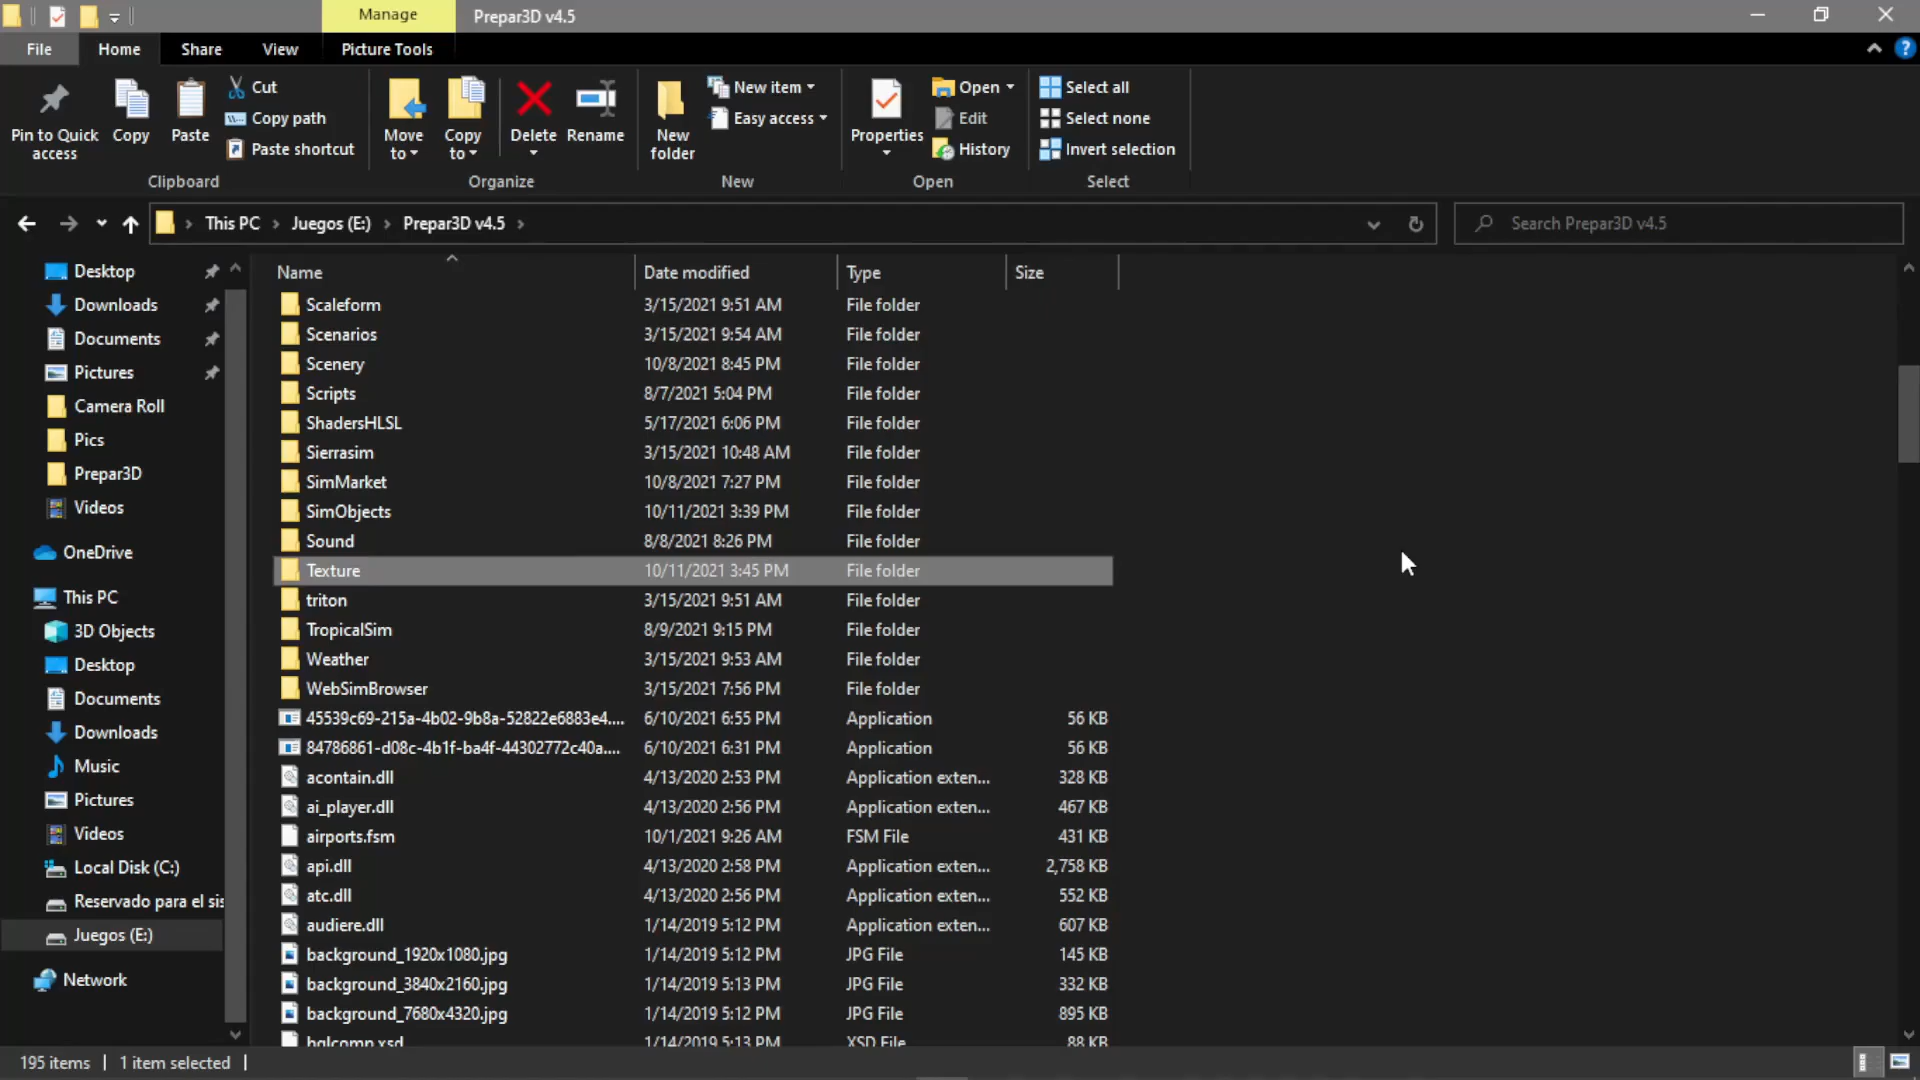 Manage
Prepar3D v4.5
File
Home
Share
View
Picture Tools
Pin to Quick access
Copy
Paste
Cut
Copy path
Paste shortcut
Clipboard
Move to
Copy to
Delete
Rename
Organize
New folder
New item
Easy access
New
Properties
Open
Edit
History
Open
Select all
Select none
Invert selection
Select
This PC
Juegos (E:)
Prepar3D v4.5
Search Prepar3D v4.5
Desktop
Downloads
Documents
Pictures
Camera Roll
Pics
Prepar3D
Videos
OneDrive
This PC
3D Objects
Desktop
Documents
Downloads
Music
Pictures
Videos
Local Disk (C:)
Reservado para el sis
Juegos (E:)
Network
Name Date modified Type Size
Scaleform 3/15/2021 9:51 AM File folder
Scenarios 3/15/2021 9:54 AM File folder
Scenery 10/8/2021 8:45 PM File folder
Scripts 8/7/2021 5:04 PM File folder
ShadersHLSL 5/17/2021 6:06 PM File folder
Sierrasim 3/15/2021 10:48 AM File folder
SimMarket 10/8/2021 7:27 PM File folder
SimObjects 10/11/2021 3:39 PM File folder
Sound 8/8/2021 8:26 PM File folder
Texture 10/11/2021 3:45 PM File folder
triton 3/15/2021 9:51 AM File folder
TropicalSim 8/9/2021 9:15 PM File folder
Weather 3/15/2021 9:53 AM File folder
WebSimBrowser 3/15/2021 7:56 PM File folder
45539c69-215a-4b02-9b8a-52822e6883e4.... 6/10/2021 6:55 PM Application 56 KB
84786861-d08c-4b1f-ba4f-44302772c40a.... 6/10/2021 6:31 PM Application 56 KB
acontain.dll 4/13/2020 2:53 PM Application exten... 328 KB
ai_player.dll 4/13/2020 2:56 PM Application exten... 467 KB
airports.fsm 10/1/2021 9:26 AM FSM File 431 KB
api.dll 4/13/2020 2:58 PM Application exten... 2,758 KB
atc.dll 4/13/2020 2:56 PM Application exten... 552 KB
audiere.dll 1/14/2019 5:12 PM Application exten... 607 KB
background_1920x1080.jpg 1/14/2019 5:12 PM JPG File 145 KB
background_3840x2160.jpg 1/14/2019 5:13 PM JPG File 332 KB
background_7680x4320.jpg 1/14/2019 5:12 PM JPG File 895 KB
bglcomp.xsd 1/14/2019 5:13 PM XSD File 88 KB
195 items
1 item selected